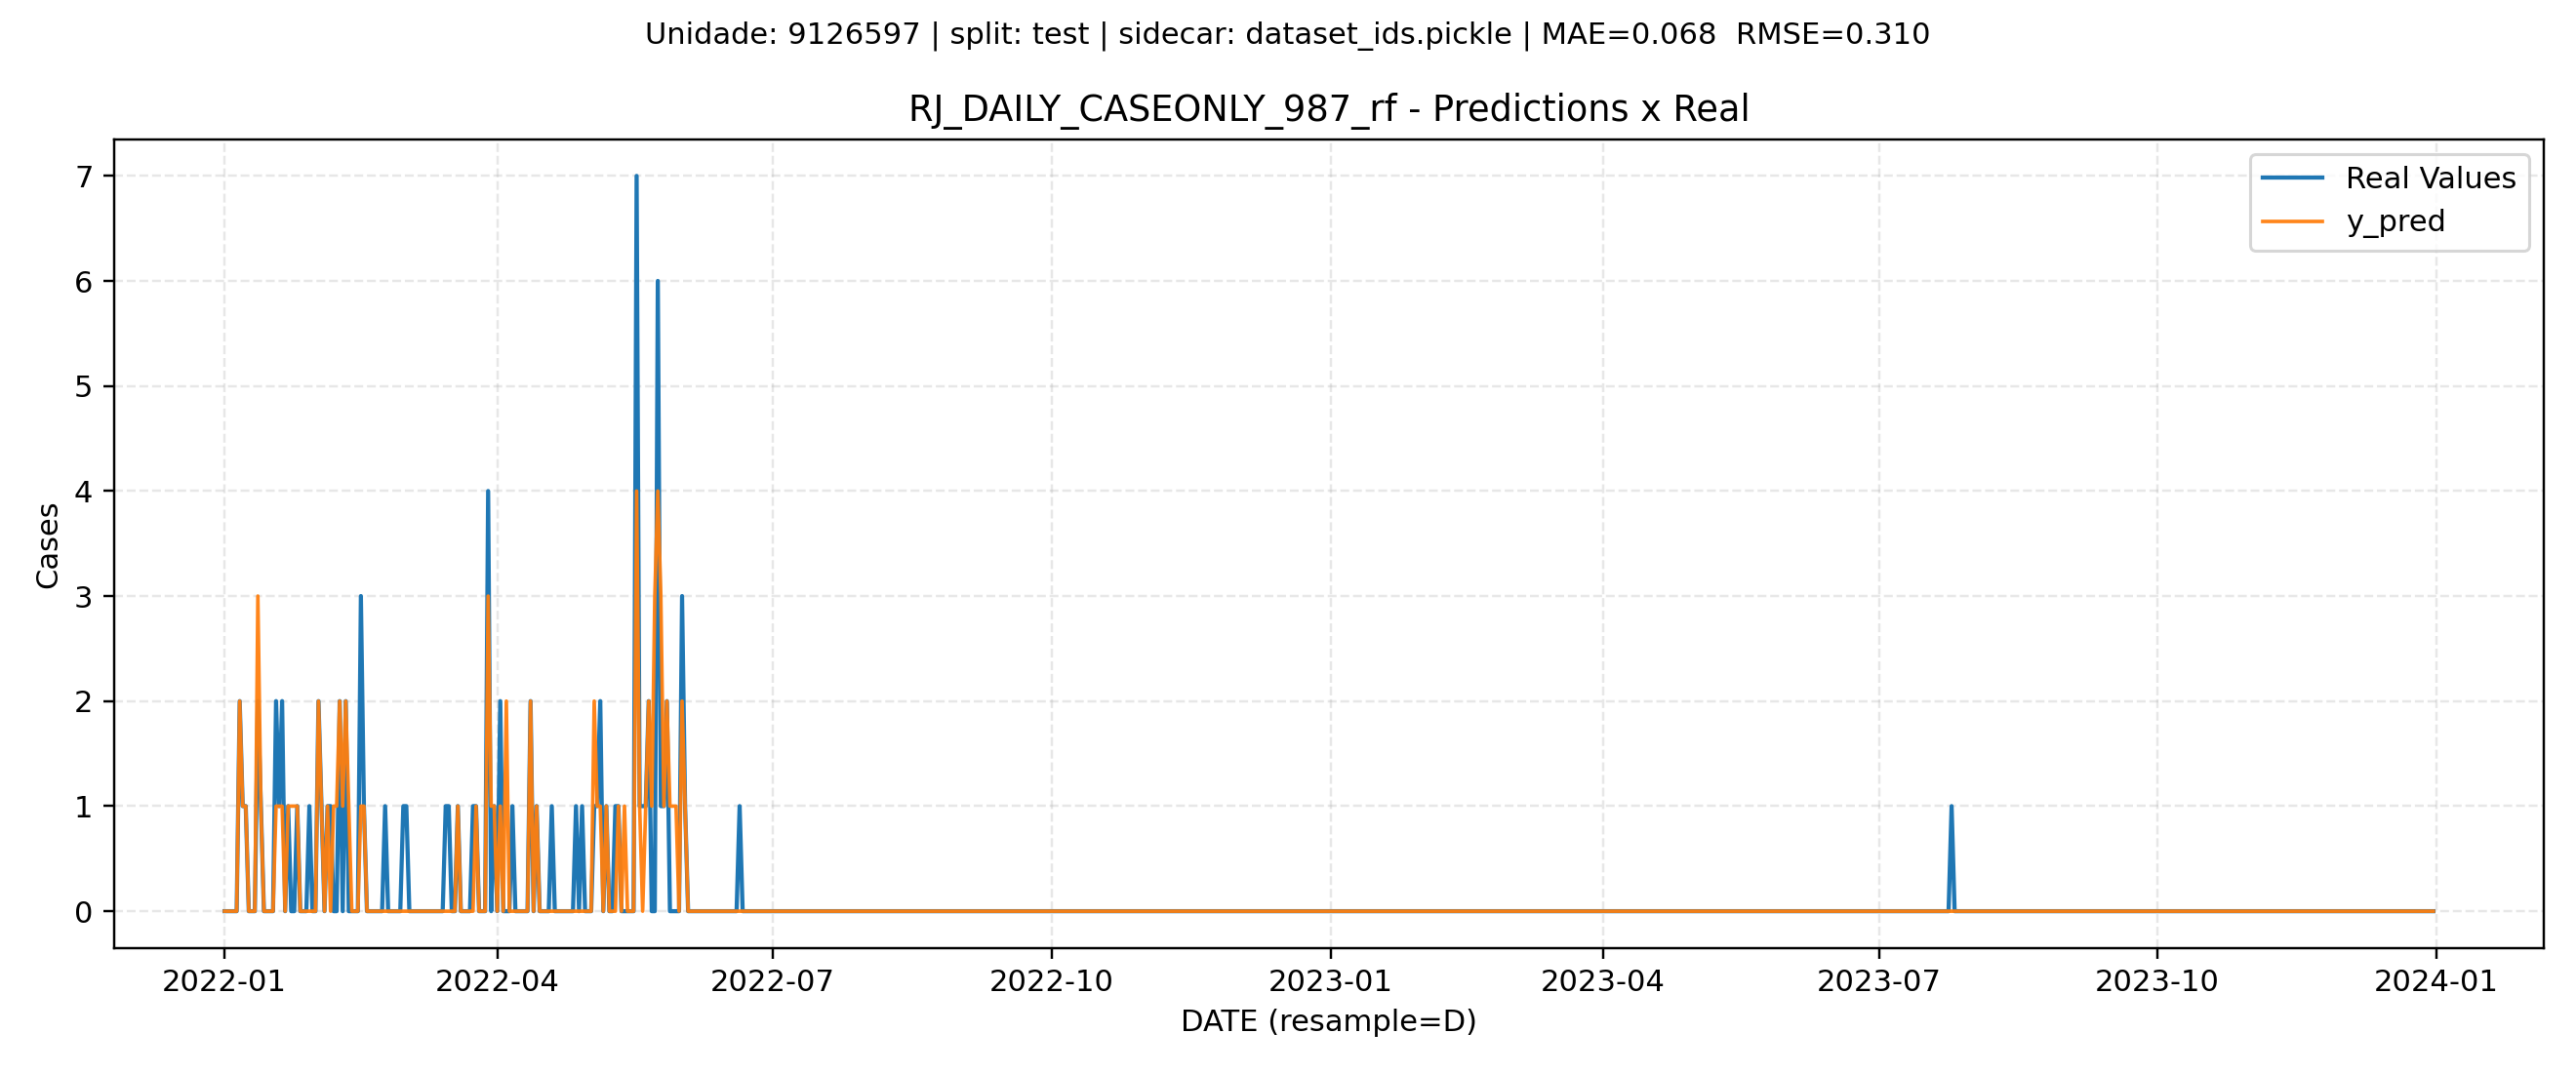 Unidade: 9126597 | split: test | sidecar: dataset_ids.pickle | MAE=0.068  RMSE=0.310
RJ_DAILY_CASEONLY_987_rf - Predictions x Real
Real Values
y_pred
7
6
5
4
3
2
1
0
Cases
2022-01 2022-04 2022-07 2022-10 2023-01 2023-04 2023-07 2023-10 2024-01
DATE (resample=D)